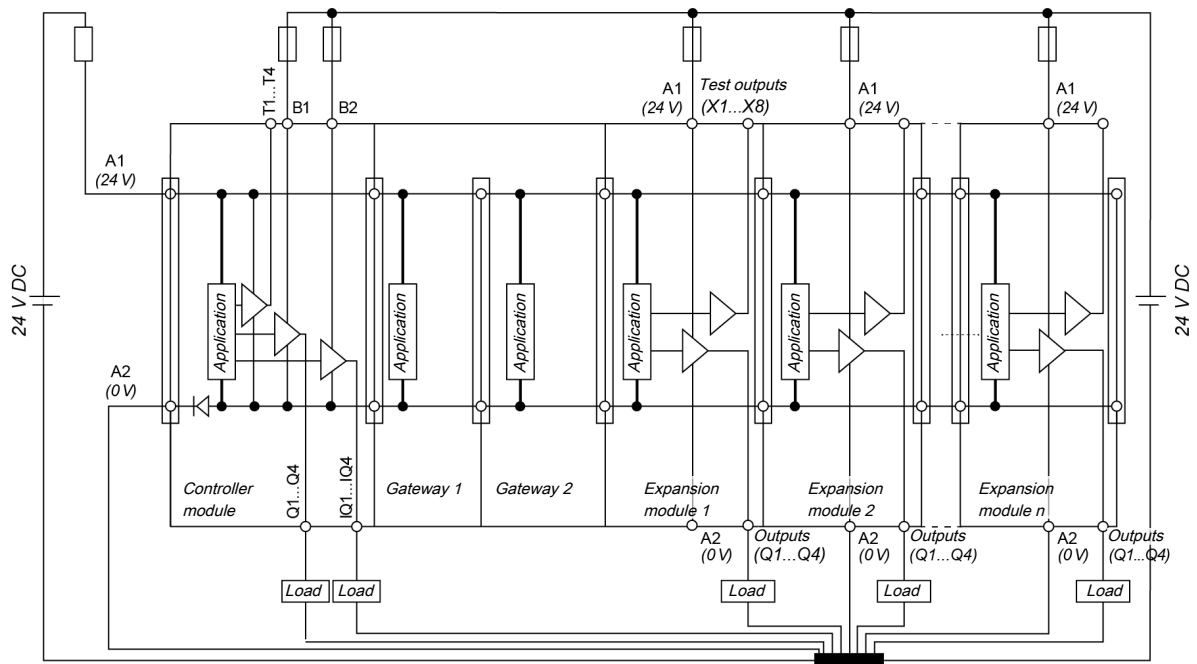 T1...T4
B1
B2
A1
(24 V)
Test outputs
(X1...X8)
A1
(24 V)
A1
(24 V)
A1
(24 V)
24 V DC
Application
Application
Application
Application
Application
Application
24 V DC
A2
(0 V)
Controller
module
Q1...Q4
IQ1...IQ4
Gateway 1
Gateway 2
Expansion
module 1
Expansion
module 2
Expansion
module n
A2
(0 V)
Outputs
(Q1...Q4)
A2
(0 V)
Outputs
(Q1...Q4)
A2
(0 V)
Outputs
(Q1...Q4)
Load
Load
Load
Load
Load